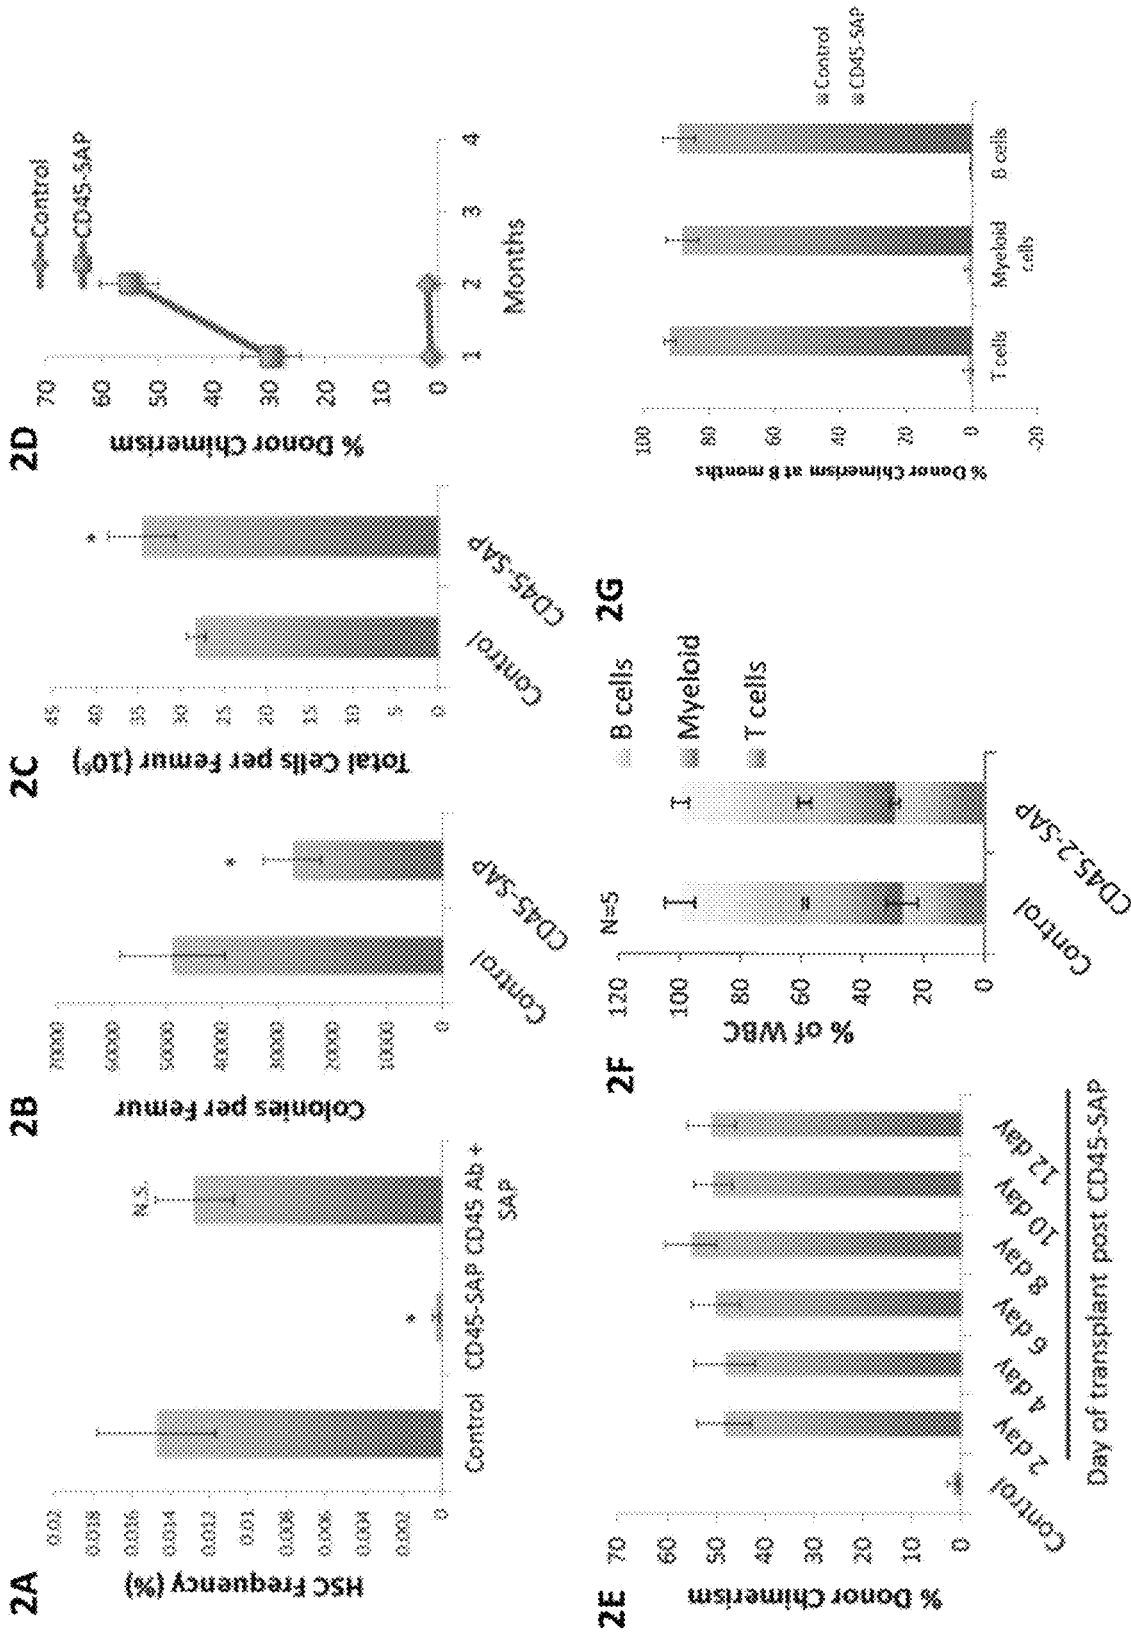 2A
HSC Frequency (%)
0.02
0.018
0.016
0.014
0.012
0.01
0.008
0.006
0.004
0.002
0
*
N.S.
Control
CD45-SAP
CD45 Ab +
SAP
2B
Colonies per Femur
70000
60000
50000
40000
30000
20000
10000
0
*
Control
CD45-SAP
2C
Total Cells per Femur (10⁶)
45
40
35
30
25
20
15
10
5
0
*
Control
CD45-SAP
2D
% Donor Chimerism
70
60
50
40
30
20
10
0
1
2
3
4
Months
Control
CD45-SAP
2E
% Donor Chimerism
70
60
50
40
30
20
10
0
Control
2 day
4 day
6 day
8 day
10 day
12 day
Day of transplant post CD45-SAP
2F
% of WBC
120
100
80
60
40
20
0
N=5
Control
CD45.2-SAP
B cells
Myeloid
T cells
2G
% Donor Chimerism at 8 months
100
80
60
40
20
0
-20
T cells
Myeloid
cells
B cells
Control
CD45-SAP